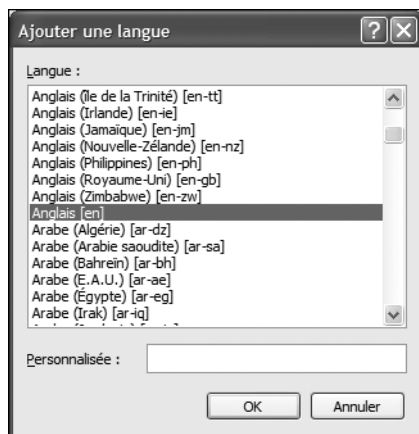 Ajouter une langue
Langue :
Anglais (Île de la Trinité) [en-tt]
Anglais (Irlande) [en-ie]
Anglais (Jamaïque) [en-jm]
Anglais (Nouvelle-Zélande) [en-nz]
Anglais (Philippines) [en-ph]
Anglais (Royaume-Uni) [en-gb]
Anglais (Zimbabwe) [en-zw]
Anglais [en]
Arabe (Algérie) [ar-dz]
Arabe (Arabie saoudite) [ar-sa]
Arabe (Bahreïn) [ar-bh]
Arabe (E.A.U.) [ar-ae]
Arabe (Égypte) [ar-eg]
Arabe (Irak) [ar-iq]
Personnalisée :
OK Annuler